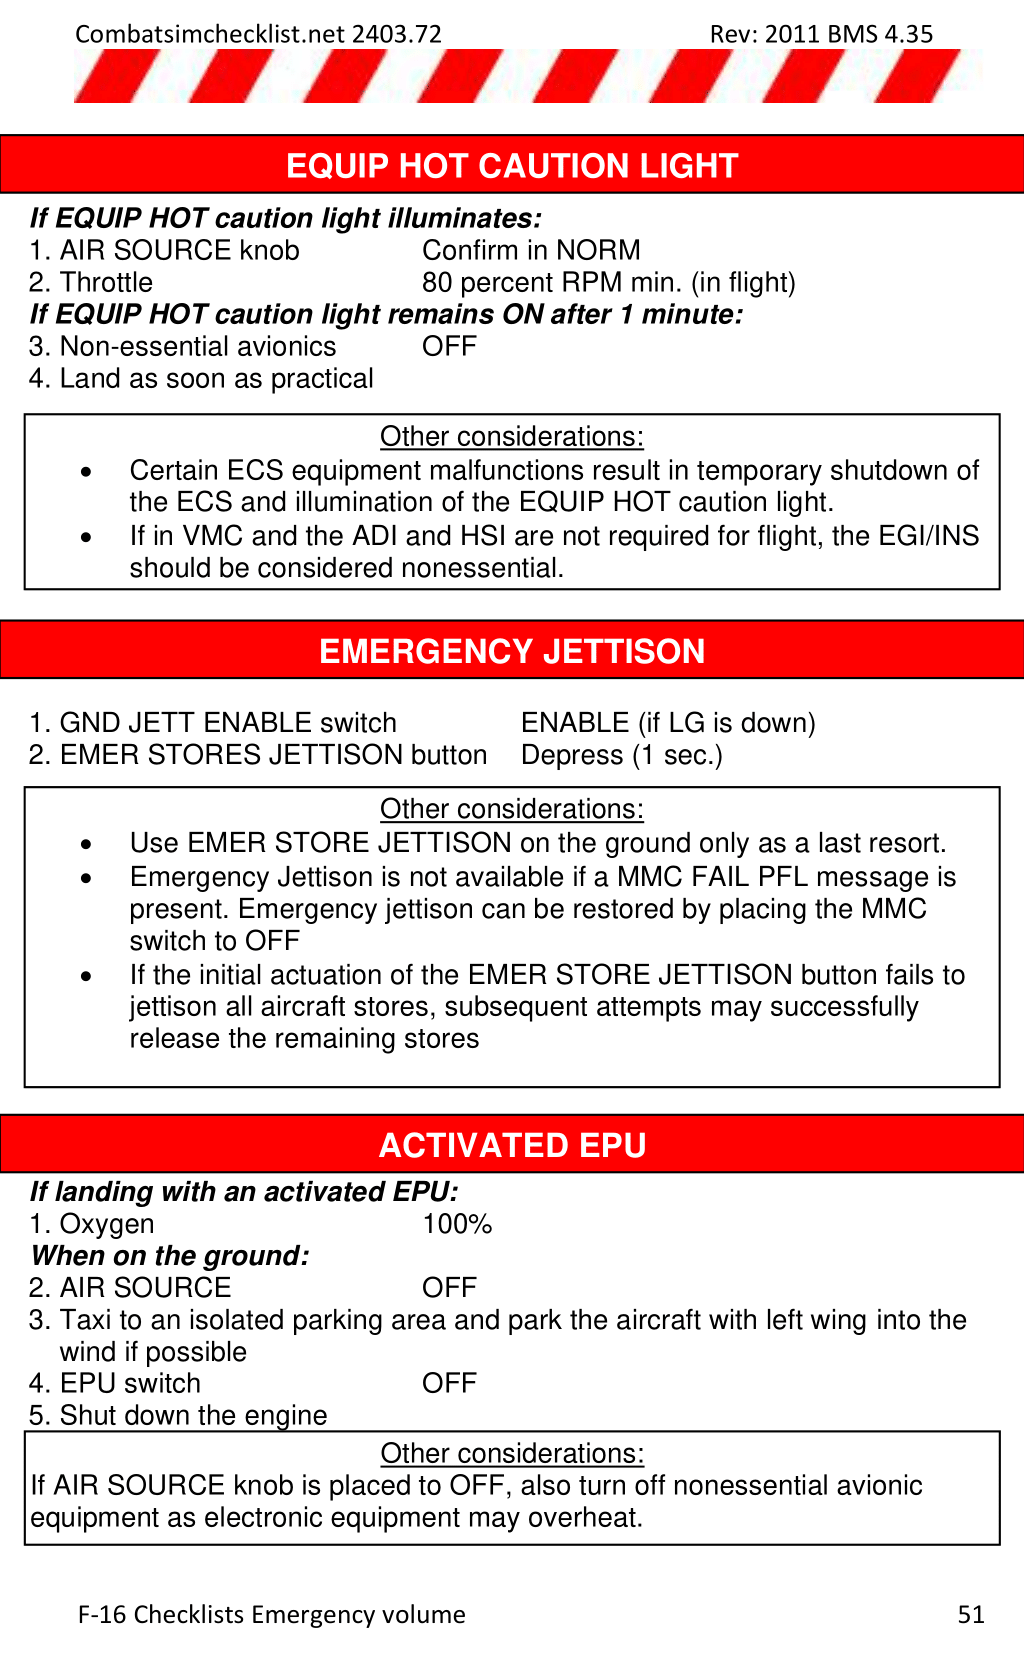 Combatsimchecklist.net 2403.72 Rev: 2011 BMS 4.35
EQUIP HOT CAUTION LIGHT
If EQUIP HOT caution light illuminates:
1. AIR SOURCE knob Confirm in NORM
2. Throttle 80 percent RPM min. (in flight)
If EQUIP HOT caution light remains ON after 1 minute:
3. Non-essential avionics OFF
4. Land as soon as practical
Other considerations:
• Certain ECS equipment malfunctions result in temporary shutdown of
the ECS and illumination of the EQUIP HOT caution light.
• If in VMC and the ADI and HSI are not required for flight, the EGI/INS
should be considered nonessential.
EMERGENCY JETTISON
1. GND JETT ENABLE switch ENABLE (if LG is down)
2. EMER STORES JETTISON button Depress (1 sec.)
Other considerations:
• Use EMER STORE JETTISON on the ground only as a last resort.
• Emergency Jettison is not available if a MMC FAIL PFL message is
present. Emergency jettison can be restored by placing the MMC
switch to OFF
• If the initial actuation of the EMER STORE JETTISON button fails to
jettison all aircraft stores, subsequent attempts may successfully
release the remaining stores
ACTIVATED EPU
If landing with an activated EPU:
1. Oxygen 100%
When on the ground:
2. AIR SOURCE OFF
3. Taxi to an isolated parking area and park the aircraft with left wing into the
wind if possible
4. EPU switch OFF
5. Shut down the engine
Other considerations:
If AIR SOURCE knob is placed to OFF, also turn off nonessential avionic
equipment as electronic equipment may overheat.
F-16 Checklists Emergency volume 51